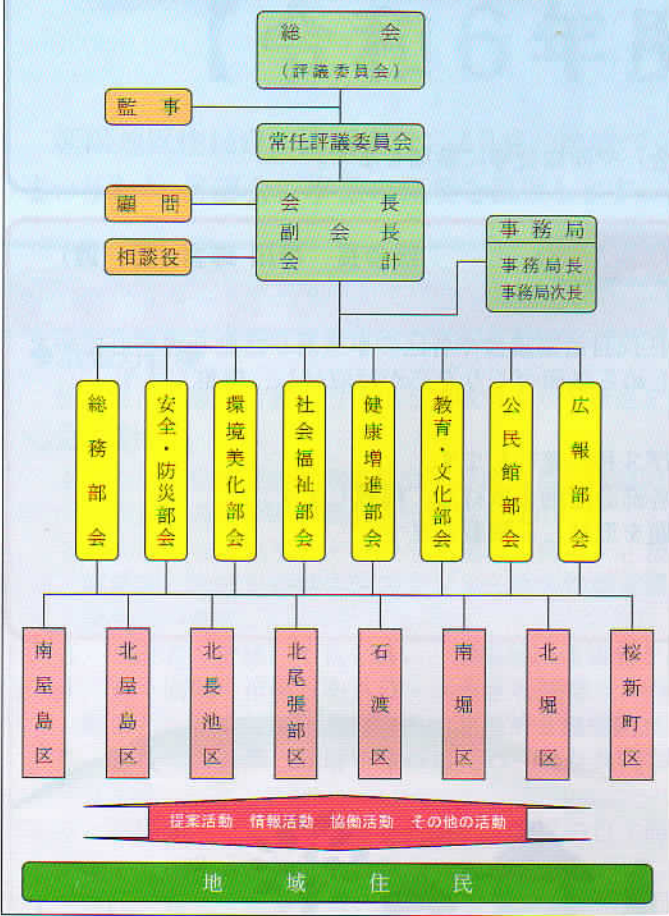 総会
(評議委員会)
監事
常任評議委員会
顧問
相談役
会長
副会長
会計
事務局
事務局長
事務局次長
総務部会
安全・防災部会
環境美化部会
社会福祉部会
健康増進部会
教育・文化部会
公民館部会
広報部会
南屋島区
北屋島区
北長池区
北尾張部区
石渡区
南堀区
北堀区
桜新町区
提案活動 情報活動 協働活動 その他の活動
地域住民